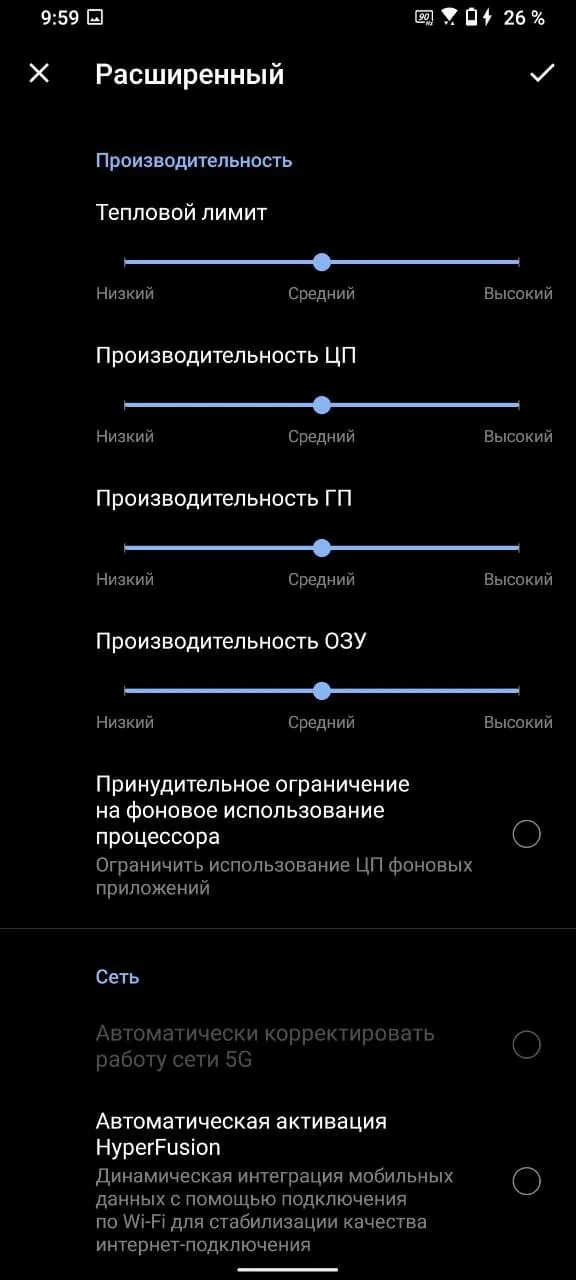 9:59 90 Hz 26 %
Расширенный
Производительность
Тепловой лимит
Низкий Средний Высокий
Производительность ЦП
Низкий Средний Высокий
Производительность ГП
Низкий Средний Высокий
Производительность ОЗУ
Низкий Средний Высокий
Принудительное ограничение
на фоновое использование
процессора
Ограничить использование ЦП фоновых
приложений
Сеть
Автоматически корректировать
работу сети 5G
Автоматическая активация
HyperFusion
Динамическая интеграция мобильных
данных с помощью подключения
по Wi-Fi для стабилизации качества
интернет-подключения